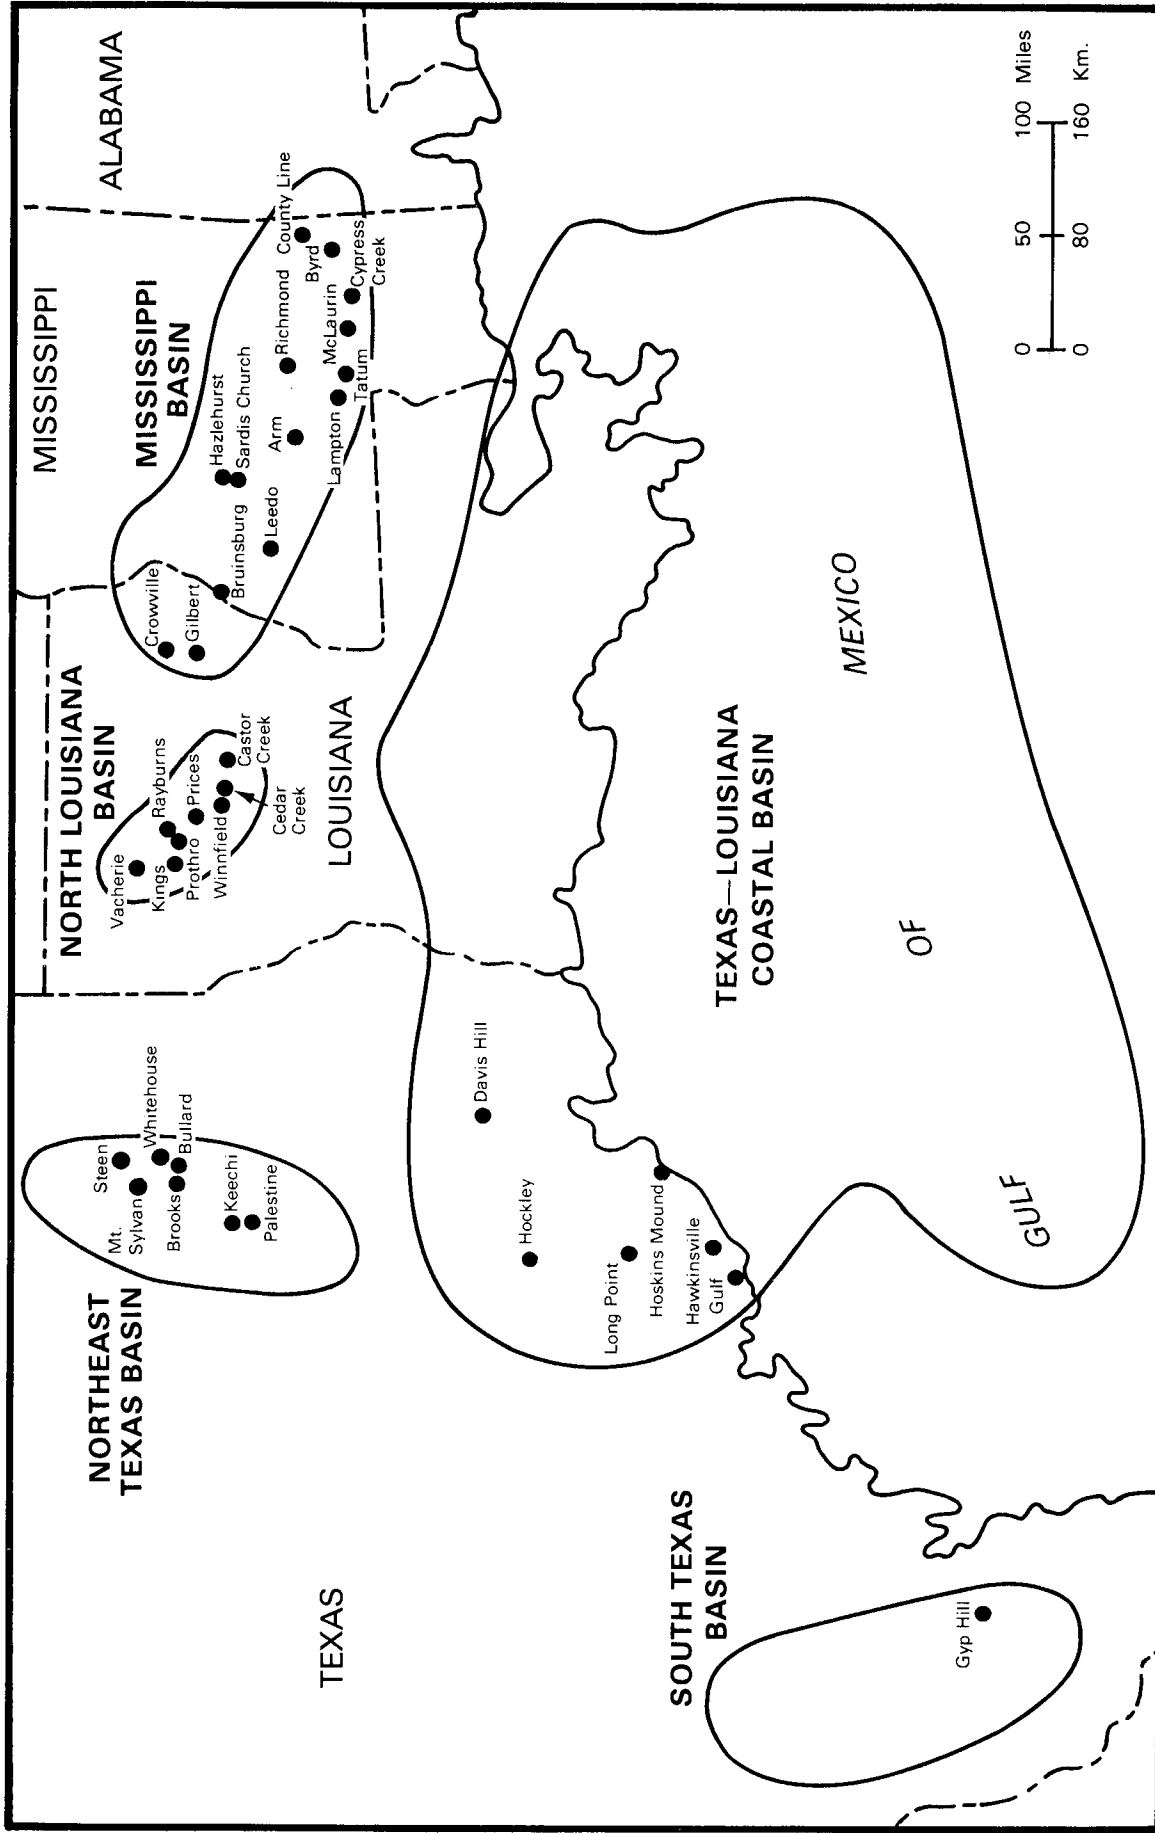 MISSISSIPPI
ALABAMA
NORTH LOUISIANA
BASIN
MISSISSIPPI
BASIN
NORTHEAST
TEXAS BASIN
Steen
Mt.
Sylvan
Whitehouse
Bullard
Brooks
Keechi
Palestine
Vacherie
Rayburns
Kings
Prices
Prothro
Winnfield
Castor
Creek
Cedar
Creek
Crowville
Gilbert
Bruinsburg
Leedo
Hazlehurst
Sardis Church
Arm
Richmond
County Line
Byrd
Lampton
Tatum
McLaurin
Cypress
Creek
TEXAS
LOUISIANA
Davis Hill
Hockley
Long Point
Hoskins Mound
Hawkinsville
Gulf
SOUTH TEXAS
BASIN
Gyp Hill
TEXAS—LOUISIANA
COASTAL BASIN
GULF
OF
MEXICO
0 50 100 Miles
0 80 160 Km.